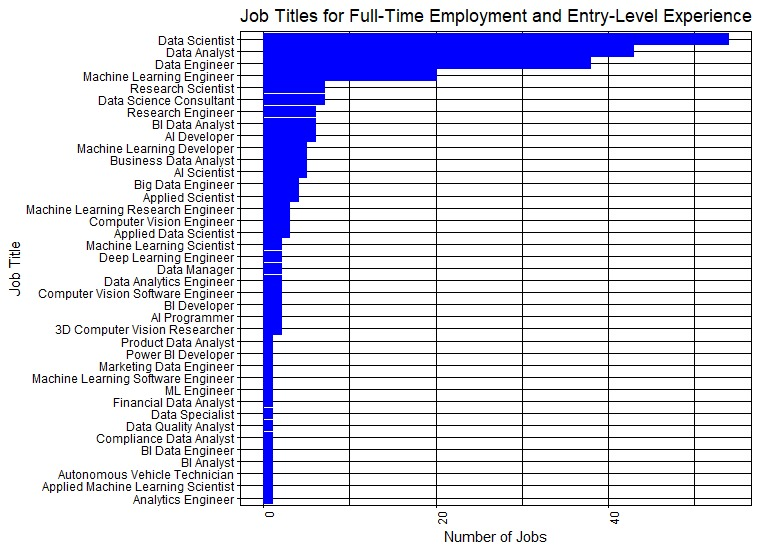 Job Titles for Full-Time Employment and Entry-Level Experience
Data Scientist
Data Analyst
Data Engineer
Machine Learning Engineer
Research Scientist
Data Science Consultant
Research Engineer
BI Data Analyst
AI Developer
Machine Learning Developer
Business Data Analyst
AI Scientist
Big Data Engineer
Applied Scientist
Machine Learning Research Engineer
Computer Vision Engineer
Applied Data Scientist
Machine Learning Scientist
Deep Learning Engineer
Data Manager
Data Analytics Engineer
Computer Vision Software Engineer
BI Developer
AI Programmer
3D Computer Vision Researcher
Product Data Analyst
Power BI Developer
Marketing Data Engineer
Machine Learning Software Engineer
ML Engineer
Financial Data Analyst
Data Specialist
Data Quality Analyst
Compliance Data Analyst
BI Data Engineer
BI Analyst
Autonomous Vehicle Technician
Applied Machine Learning Scientist
Analytics Engineer
Job Title
0
20
40
Number of Jobs